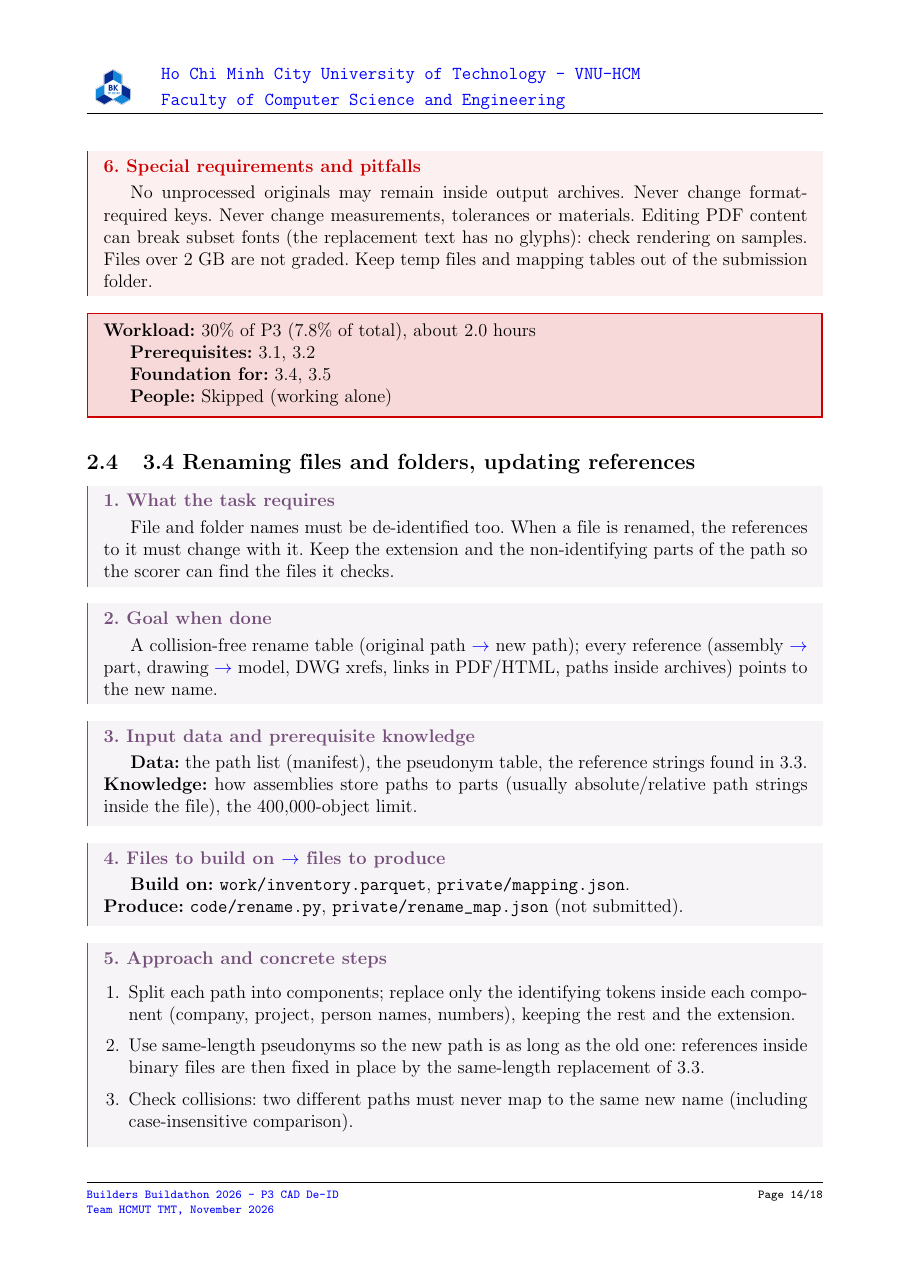 BK
Ho Chi Minh City University of Technology - VNU-HCM
Faculty of Computer Science and Engineering
6. Special requirements and pitfalls
No unprocessed originals may remain inside output archives. Never change format-
required keys. Never change measurements, tolerances or materials. Editing PDF content
can break subset fonts (the replacement text has no glyphs): check rendering on samples.
Files over 2 GB are not graded. Keep temp files and mapping tables out of the submission
folder.
Workload: 30% of P3 (7.8% of total), about 2.0 hours
Prerequisites: 3.1, 3.2
Foundation for: 3.4, 3.5
People: Skipped (working alone)
2.4 3.4 Renaming files and folders, updating references
1. What the task requires
File and folder names must be de-identified too. When a file is renamed, the references
to it must change with it. Keep the extension and the non-identifying parts of the path so
the scorer can find the files it checks.
2. Goal when done
A collision-free rename table (original path → new path); every reference (assembly →
part, drawing → model, DWG xrefs, links in PDF/HTML, paths inside archives) points to
the new name.
3. Input data and prerequisite knowledge
Data: the path list (manifest), the pseudonym table, the reference strings found in 3.3.
Knowledge: how assemblies store paths to parts (usually absolute/relative path strings
inside the file), the 400,000-object limit.
4. Files to build on → files to produce
Build on: work/inventory.parquet, private/mapping.json.
Produce: code/rename.py, private/rename_map.json (not submitted).
5. Approach and concrete steps
1. Split each path into components; replace only the identifying tokens inside each compo-
nent (company, project, person names, numbers), keeping the rest and the extension.
2. Use same-length pseudonyms so the new path is as long as the old one: references inside
binary files are then fixed in place by the same-length replacement of 3.3.
3. Check collisions: two different paths must never map to the same new name (including
case-insensitive comparison).
Builders Buildathon 2026 - P3 CAD De-ID
Page 14/18
Team HCMUT TMT, November 2026